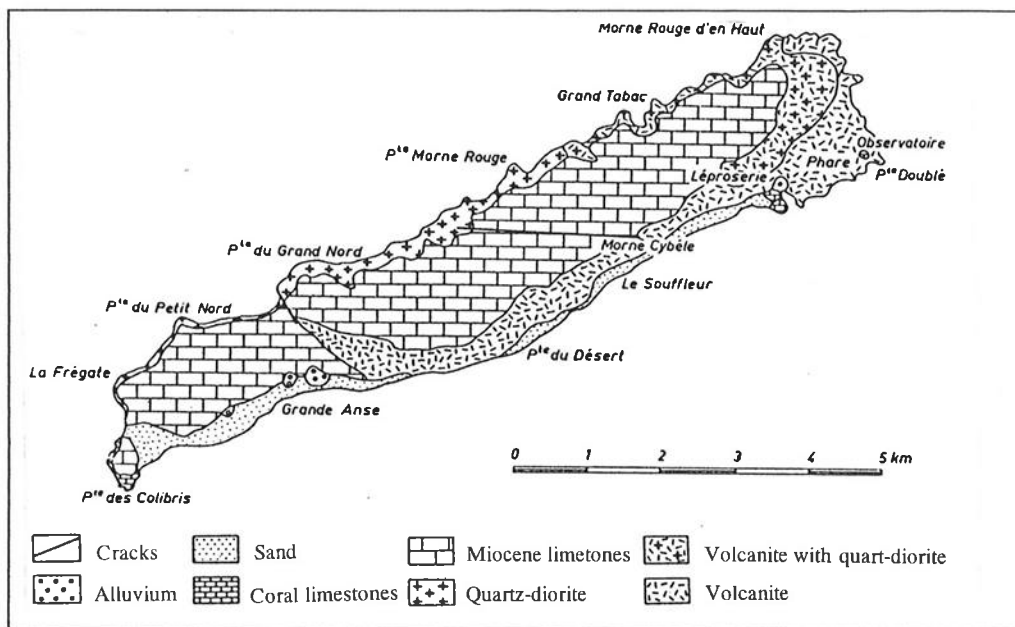 Morne Rouge d'en Haut
Grand Tabac
Pte Morne Rouge
Observatoire
Phare
Léproserie
Pte Doublé
Pte du Grand Nord
Morne Cybèle
Le Souffleur
Pte du Petit Nord
Pte du Désert
La Frégate
Grande Anse
0 1 2 3 4 5 km
Pte des Colibris
Cracks Sand Miocene limetones Volcanite with quart-diorite
Alluvium Coral limestones Quartz-diorite Volcanite